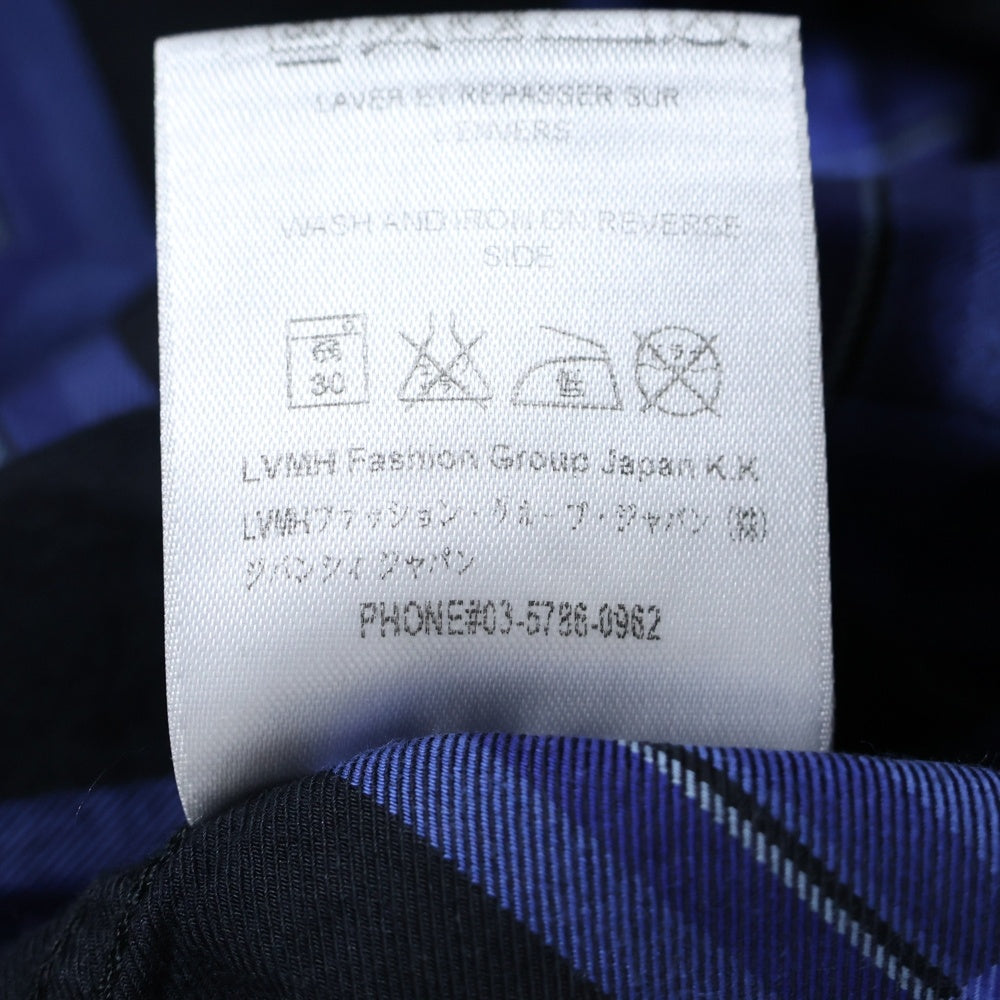 LAVER ET REPASSER SUR
L'ENVERS
WASH AND IRON ON REVERSE
SIDE
30
LVMH Fashion Group Japan K.K
LVMHファッション・グループ・ジャパン (株)
ジバンシィ ジャパン
PHONE#03-5786-0962